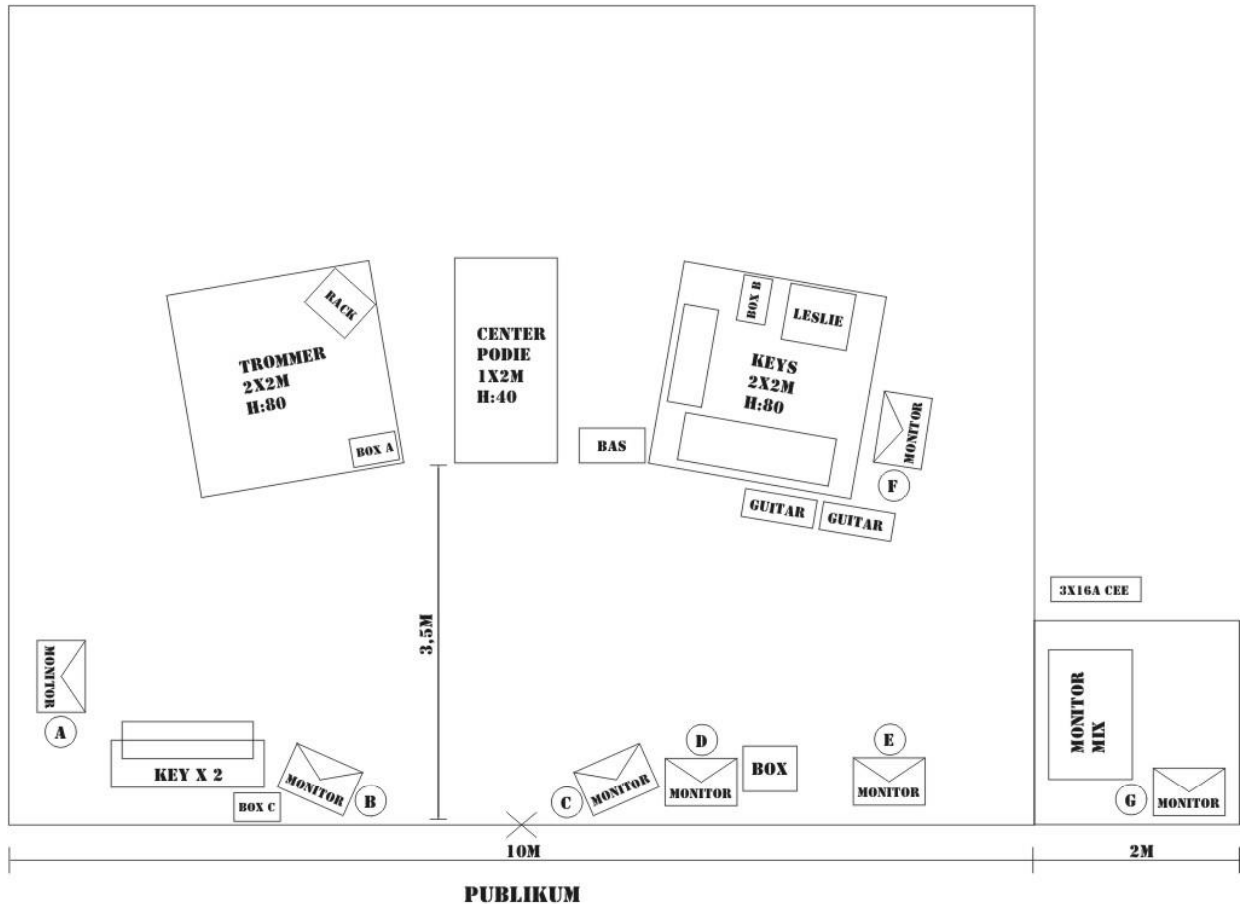 RACK
TROMMER
2X2M
H:80
BOX A
CENTER
PODIE
1X2M
H:40
BAS
BOX B
LESLIE
KEYS
2X2M
H:80
MONITOR
F
GUITAR
GUITAR
3X16A CEE
3,5M
MONITOR
A
KEY X 2
BOX C
MONITOR
B
C
MONITOR
D
MONITOR
BOX
E
MONITOR
MONITOR
MIX
G
MONITOR
10M
2M
PUBLIKUM